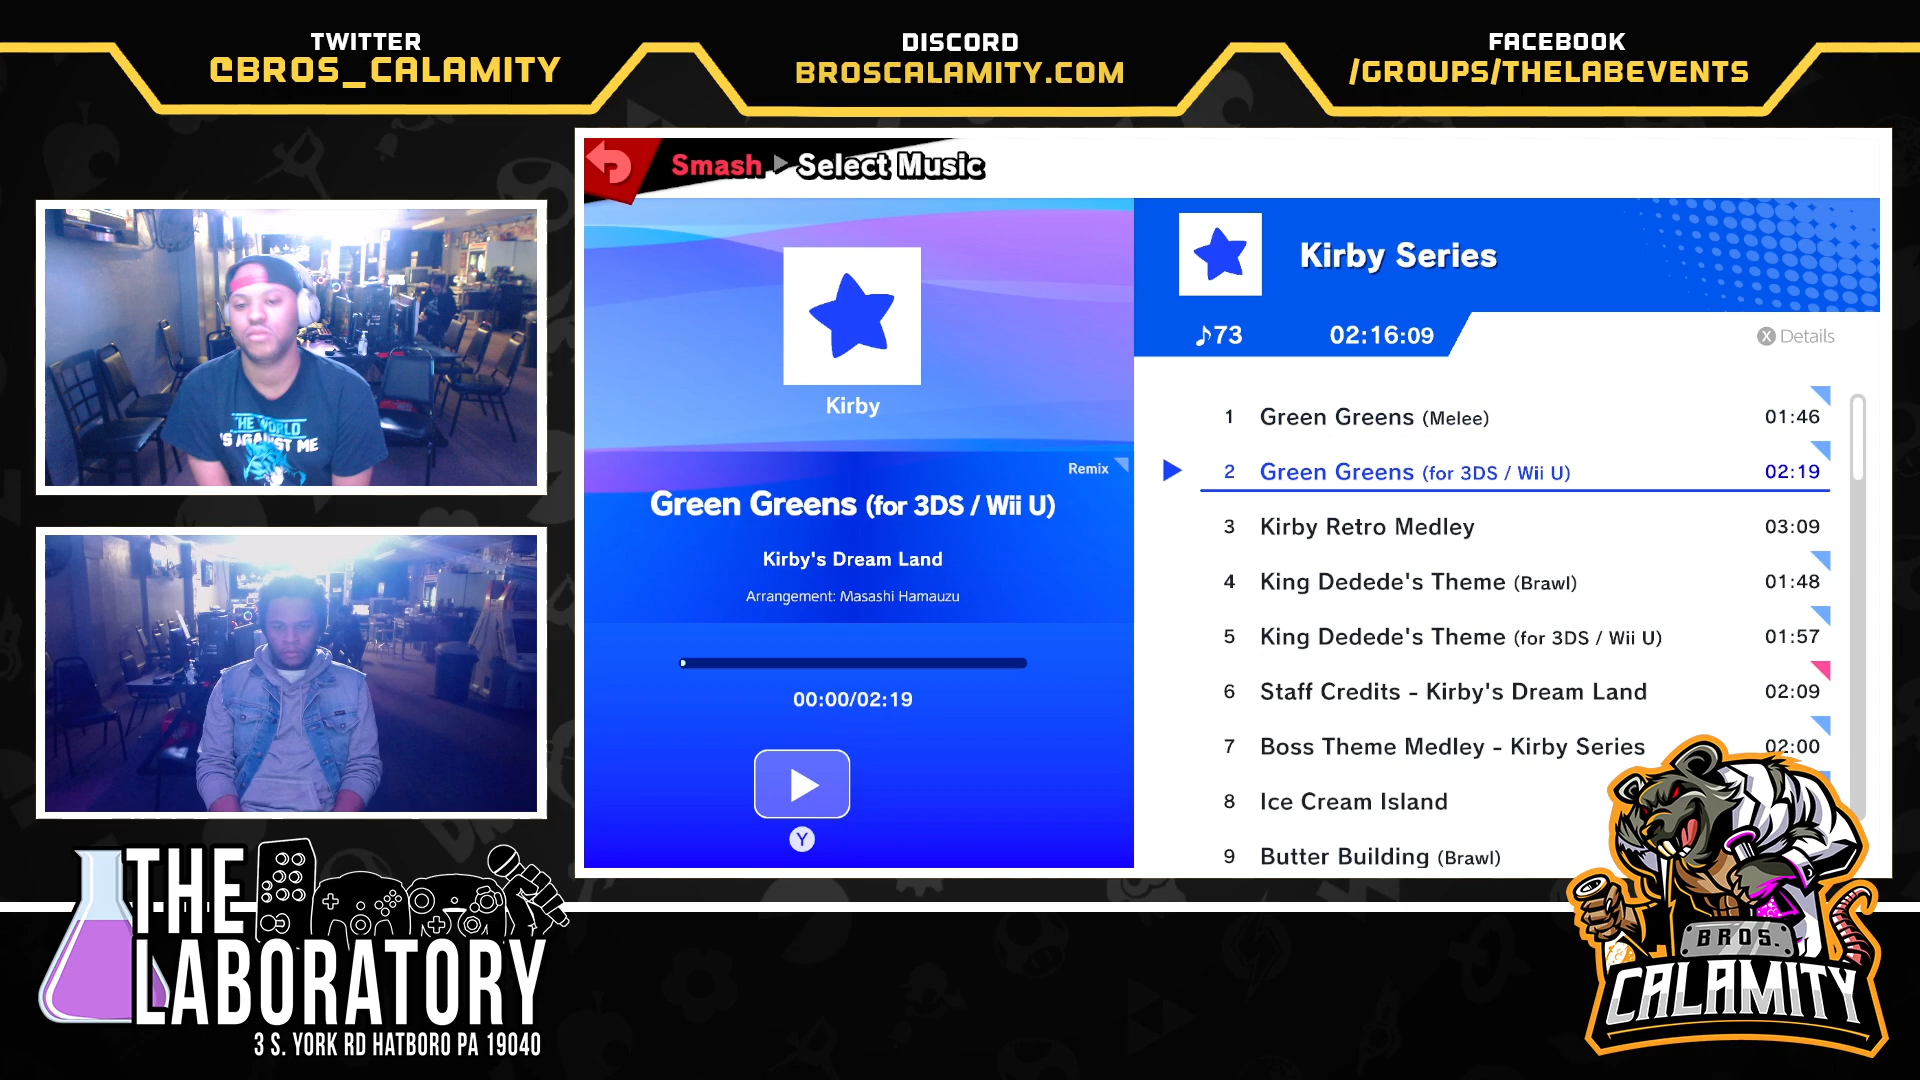 TWITTER
@BROS_CALAMITY
DISCORD
BROSCALAMITY.COM
FACEBOOK
/GROUPS/THELABEVENTS
Smash
Select Music
Kirby
Remix
Green Greens (for 3DS / Wii U)
Kirby's Dream Land
Arrangement: Masashi Hamauzu
00:00/02:19
Y
Kirby Series
♪73 02:16:09
X Details
1 Green Greens (Melee) 01:46
2 Green Greens (for 3DS / Wii U) 02:19
3 Kirby Retro Medley 03:09
4 King Dedede's Theme (Brawl) 01:48
5 King Dedede's Theme (for 3DS / Wii U) 01:57
6 Staff Credits - Kirby's Dream Land 02:09
7 Boss Theme Medley - Kirby Series 02:00
8 Ice Cream Island
9 Butter Building (Brawl)
THE WORLD
IS AGAINST ME
THE
LABORATORY
3 S. YORK RD HATBORO PA 19040
BROS.
CALAMITY